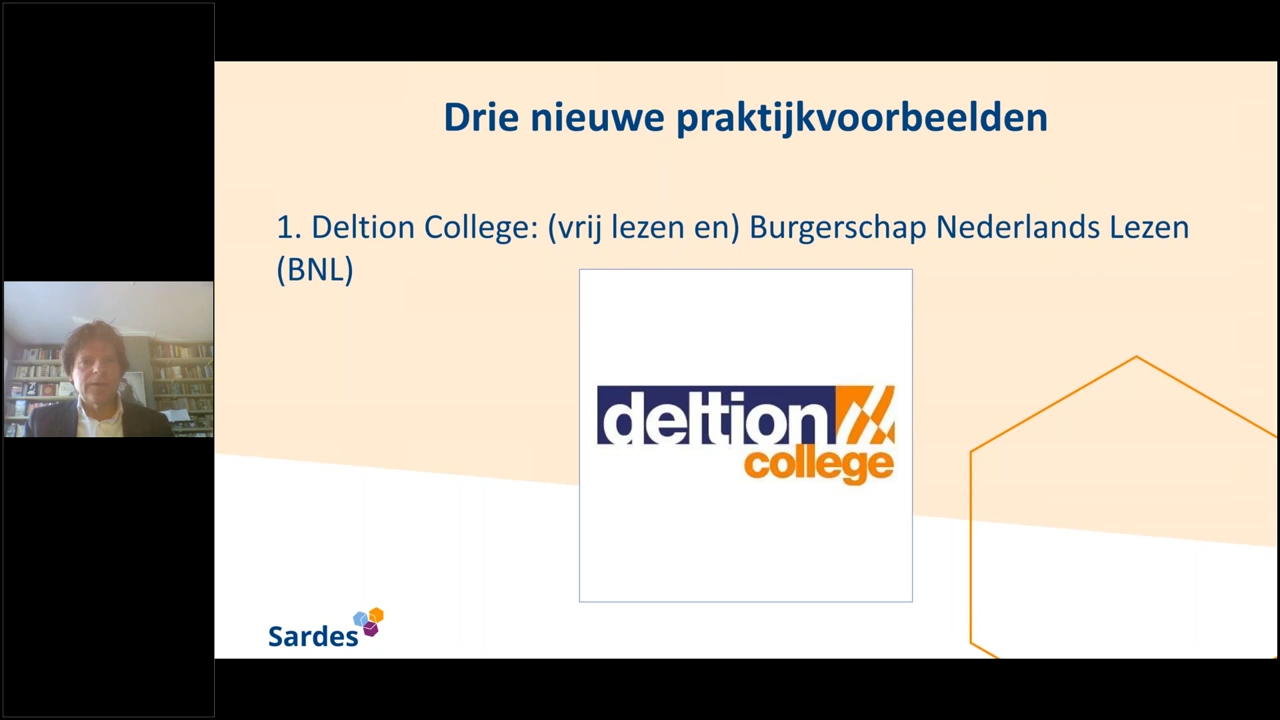 Drie nieuwe praktijkvoorbeelden
1. Deltion College: (vrij lezen en) Burgerschap Nederlands Lezen
(BNL)
deltion
college
Sardes